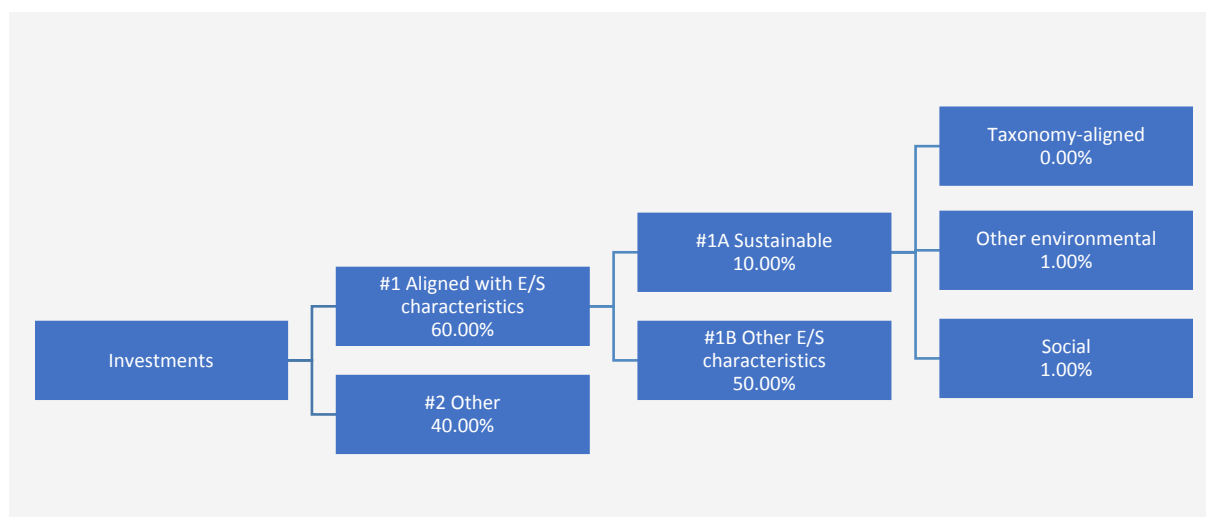 Investments
#1 Aligned with E/S
characteristics
60.00%
#2 Other
40.00%
#1A Sustainable
10.00%
#1B Other E/S
characteristics
50.00%
Taxonomy-aligned
0.00%
Other environmental
1.00%
Social
1.00%